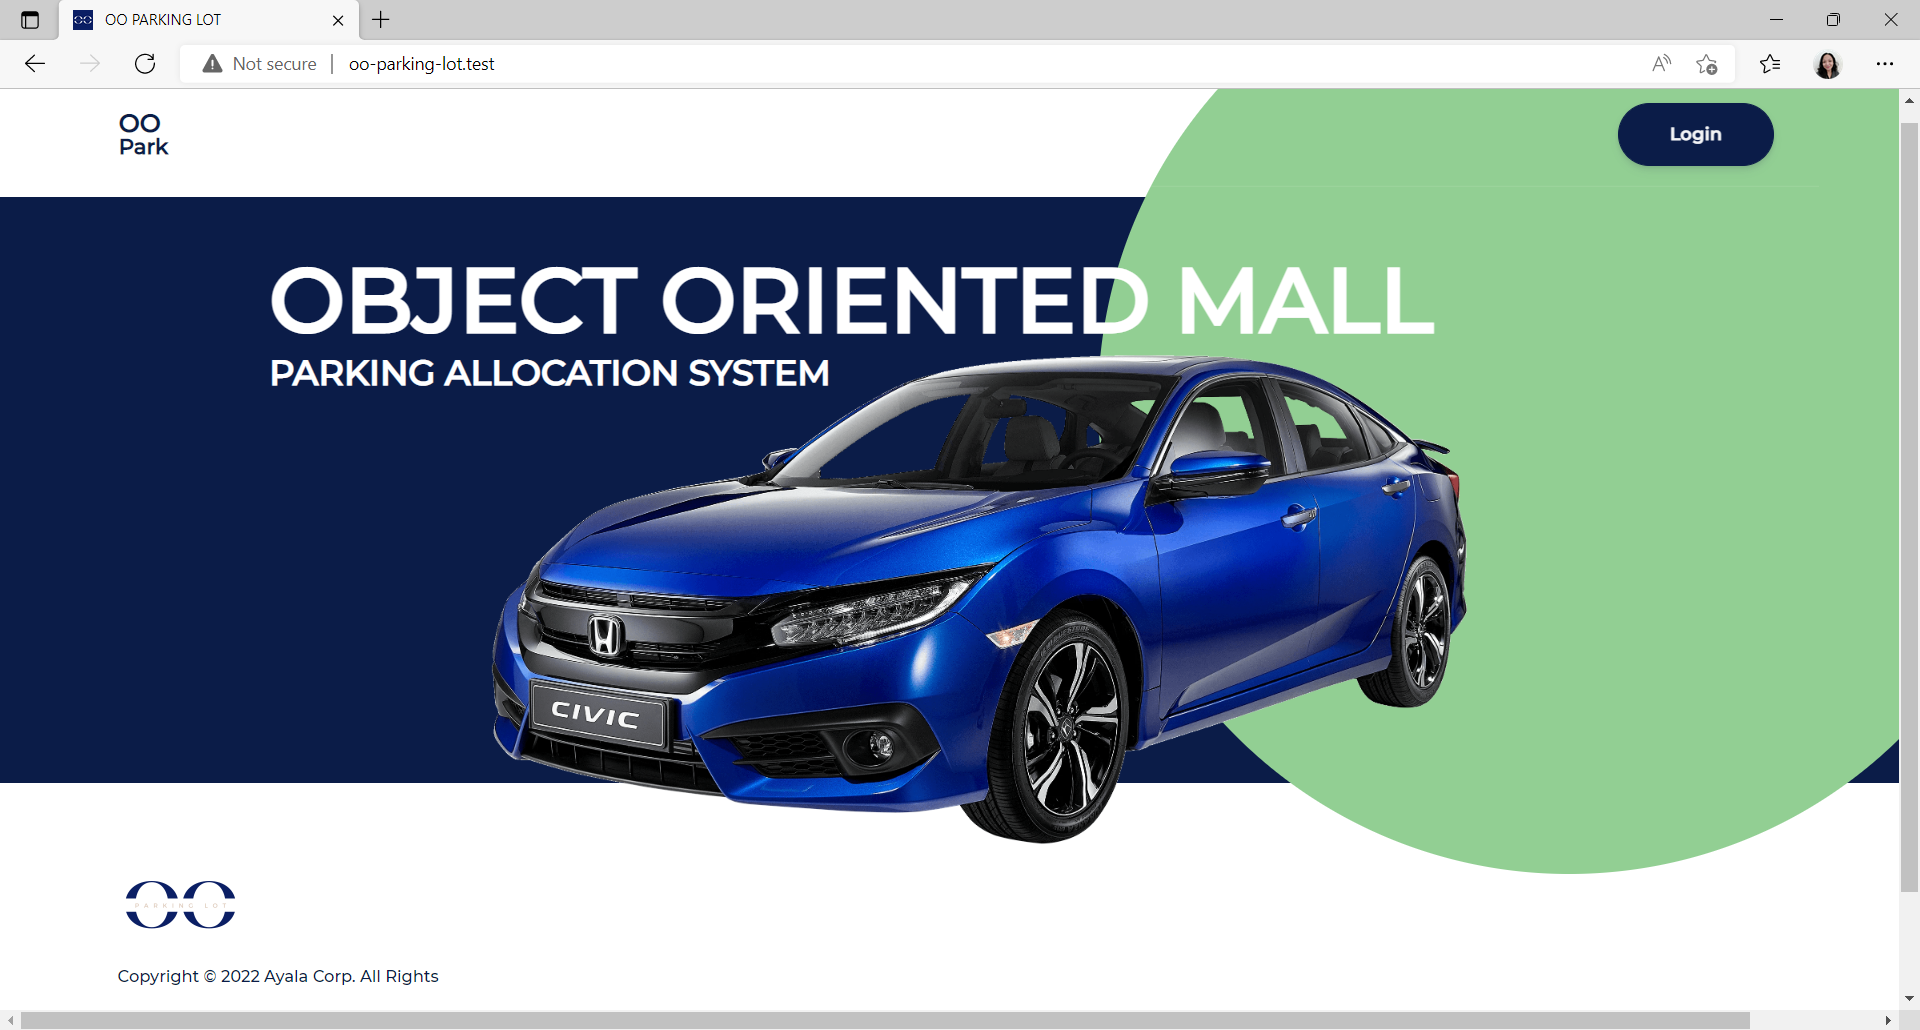 OO PARKING LOT
Not secure
oo-parking-lot.test
OO
Park
Login
OBJECT ORIENTED MALL
PARKING ALLOCATION SYSTEM
CIVIC
OO
PARKING LOT
Copyright © 2022 Ayala Corp. All Rights